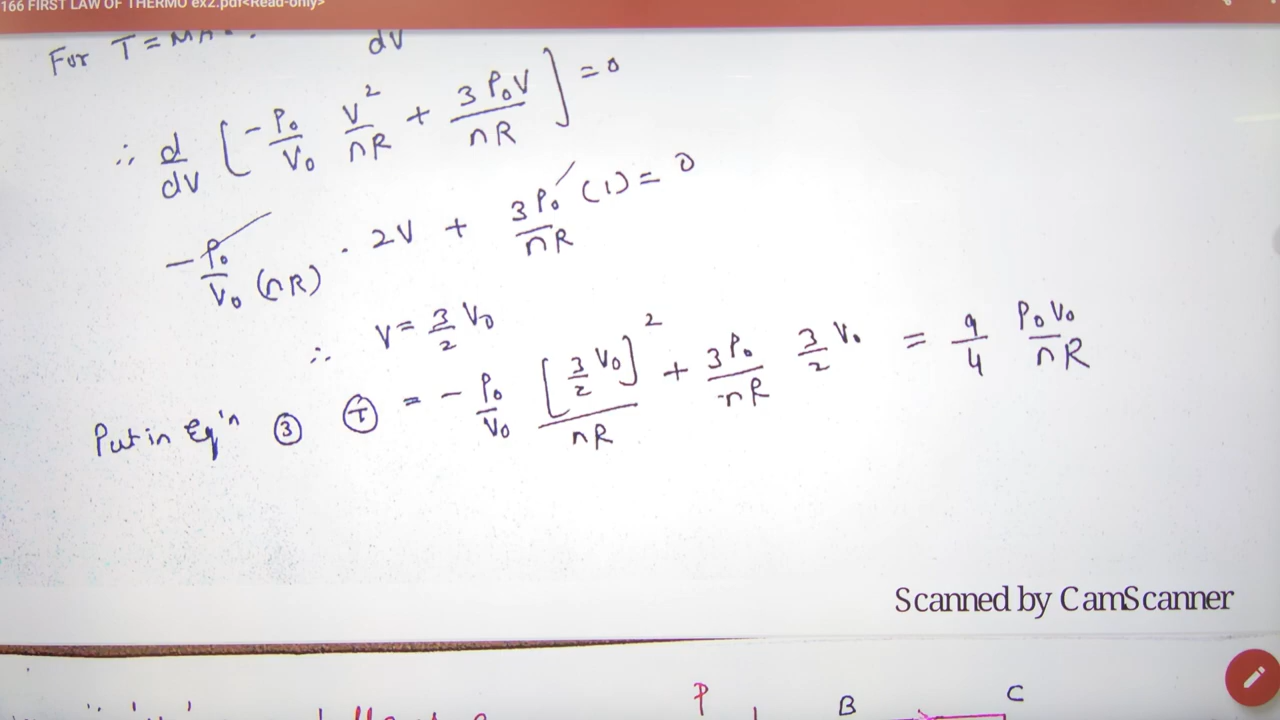 166 FIRST LAW OF THERMO ex2.pdf<Read-only>
For T = MA
dV
∴ d/dV [ -P₀/V₀ V²/nR + 3P₀V/nR ] = 0
-P₀/V₀(nR) · 2V + 3P₀/nR (1) = 0
∴ V = 3/2 V₀
Put in Eq'n ③ Ⓣ = - P₀/V₀ [3/2 V₀]²/nR + 3P₀/nR 3/2 V₀ = 9/4 P₀V₀/nR
Scanned by CamScanner
P B C